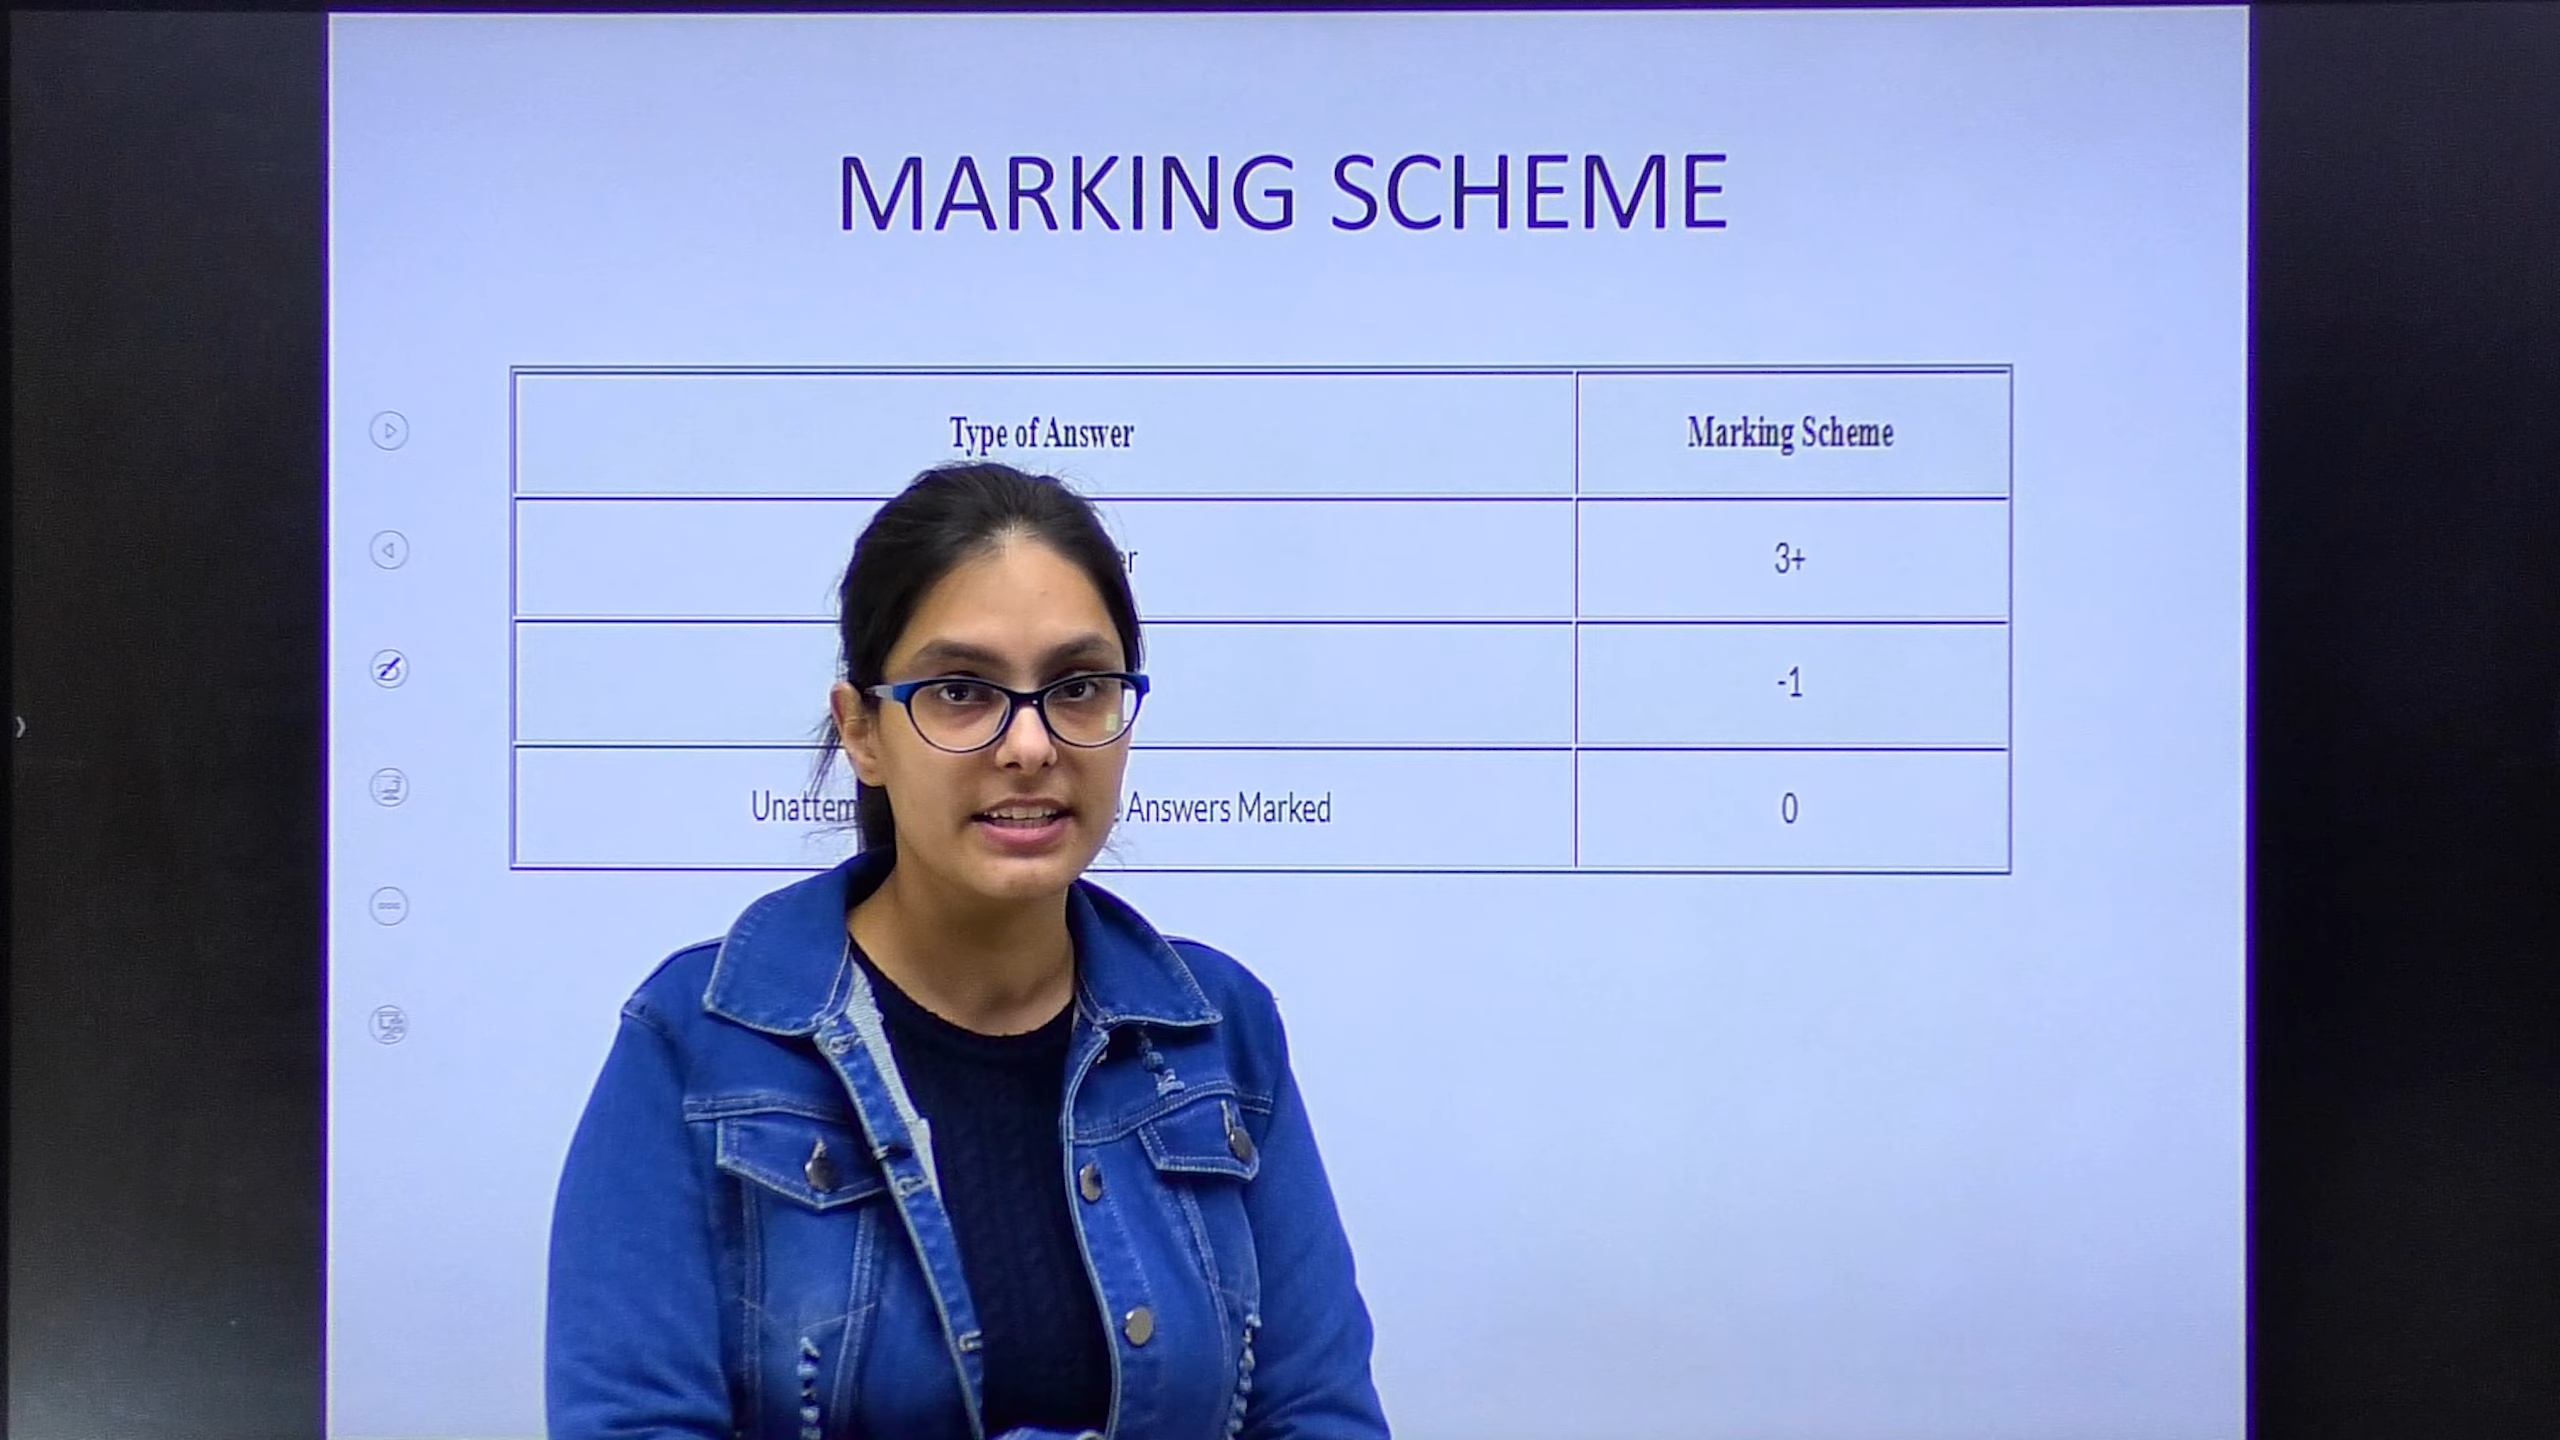 MARKING SCHEME
Type of Answer Marking Scheme
3+
-1
Answers Marked 0